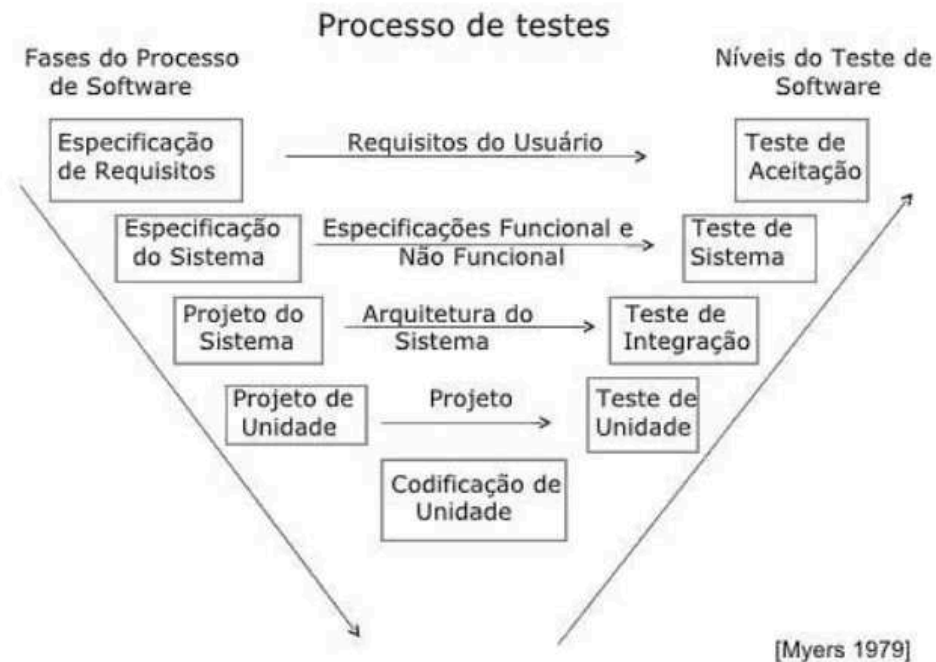 Processo de testes
Fases do Processo
de Software
Níveis do Teste de
Software
Especificação
de Requisitos
Requisitos do Usuário
Teste de
Aceitação
Especificação
do Sistema
Especificações Funcional e
Não Funcional
Teste de
Sistema
Projeto do
Sistema
Arquitetura do
Sistema
Teste de
Integração
Projeto de
Unidade
Projeto
Teste de
Unidade
Codificação de
Unidade
[Myers 1979]